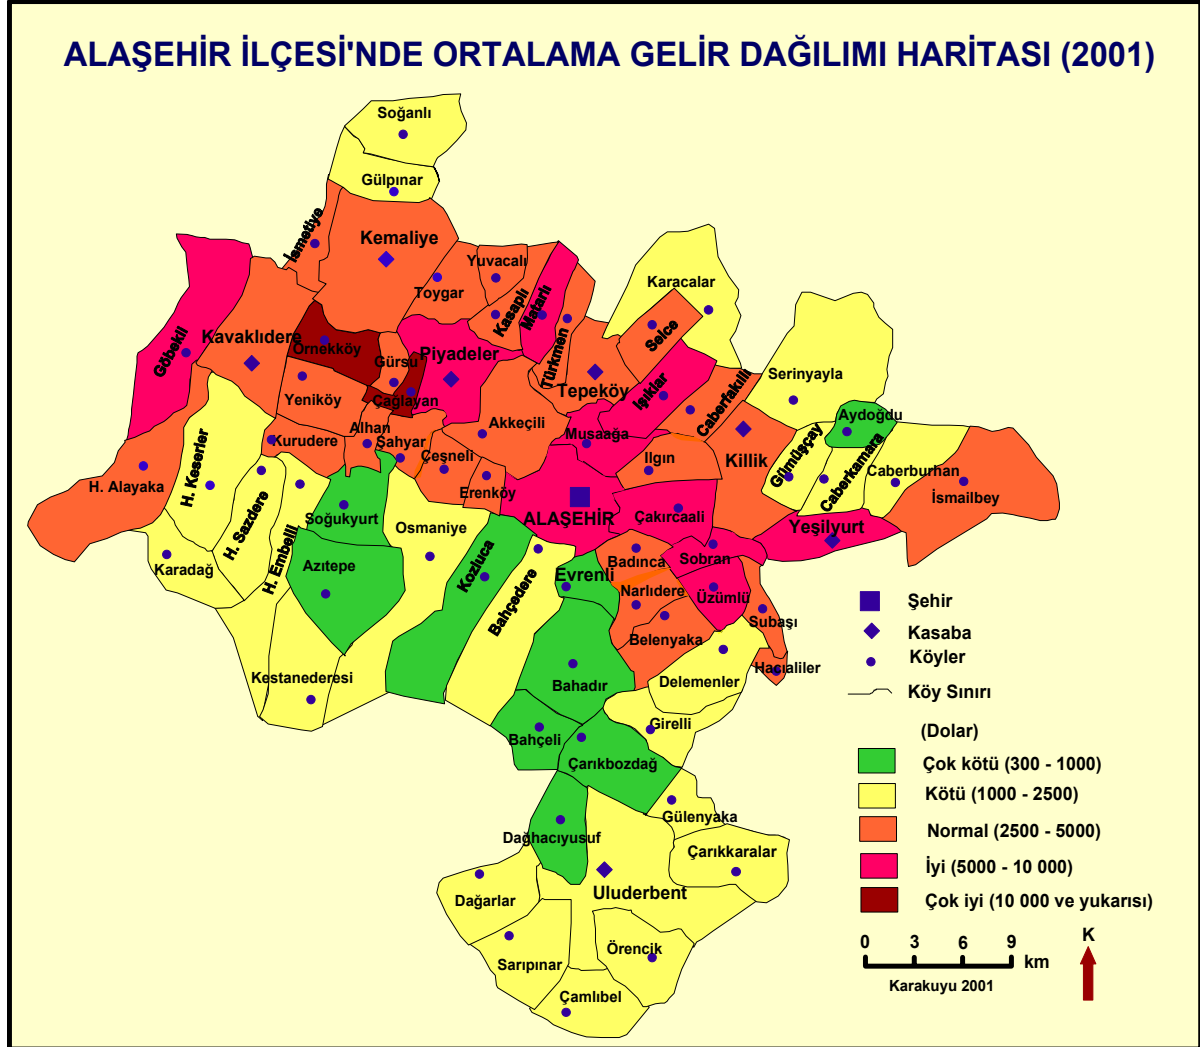 ALAŞEHİR İLÇESİ'NDE ORTALAMA GELİR DAĞILIMI HARİTASI (2001)
Soğanlı
Gülpınar
İsmetiye
Kemaliye
Yuvacalı
Toygar
Kasaplı
Matarlı
Karacalar
Göbekli
Kavaklıdere
Örnekköy
Gürsu
Piyadeler
Türkmen
Tepeköy
Selce
Işıklar
Caberfakılli
Serinyayla
Yeniköy
Çağlayan
Aydoğdu
Kurudere
Alhan
Şahyar
Akkeçili
Musaağa
Killik
Gümüşçay
Caberkamara
Caberburhan
İsmailbey
H. Alayaka
H. Keserler
H. Sazdere
H. Embelli
Çeşneli
Erenköy
Ilgın
Soğukyurt
Osmaniye
ALAŞEHİR
Çakırcaali
Yeşilyurt
Karadağ
Azıtepe
Kozluca
Bahçedere
Evrenli
Badınca
Sobran
Narlıdere
Üzümlü
Subaşı
Belenyaka
Hacıaliler
Kestanederesi
Bahadır
Delemenler
Girelli
Bahçeli
Çarıkbozdağ
Gülenyaka
Dağhacıyusuf
Çarıkkaralar
Uluderbent
Dağarlar
Sarıpınar
Örencik
Çamlıbel
Şehir
Kasaba
Köyler
Köy Sınırı
(Dolar)
Çok kötü (300 - 1000)
Kötü (1000 - 2500)
Normal (2500 - 5000)
İyi (5000 - 10 000)
Çok iyi (10 000 ve yukarısı)
0 3 6 9
km
K
Karakuyu 2001